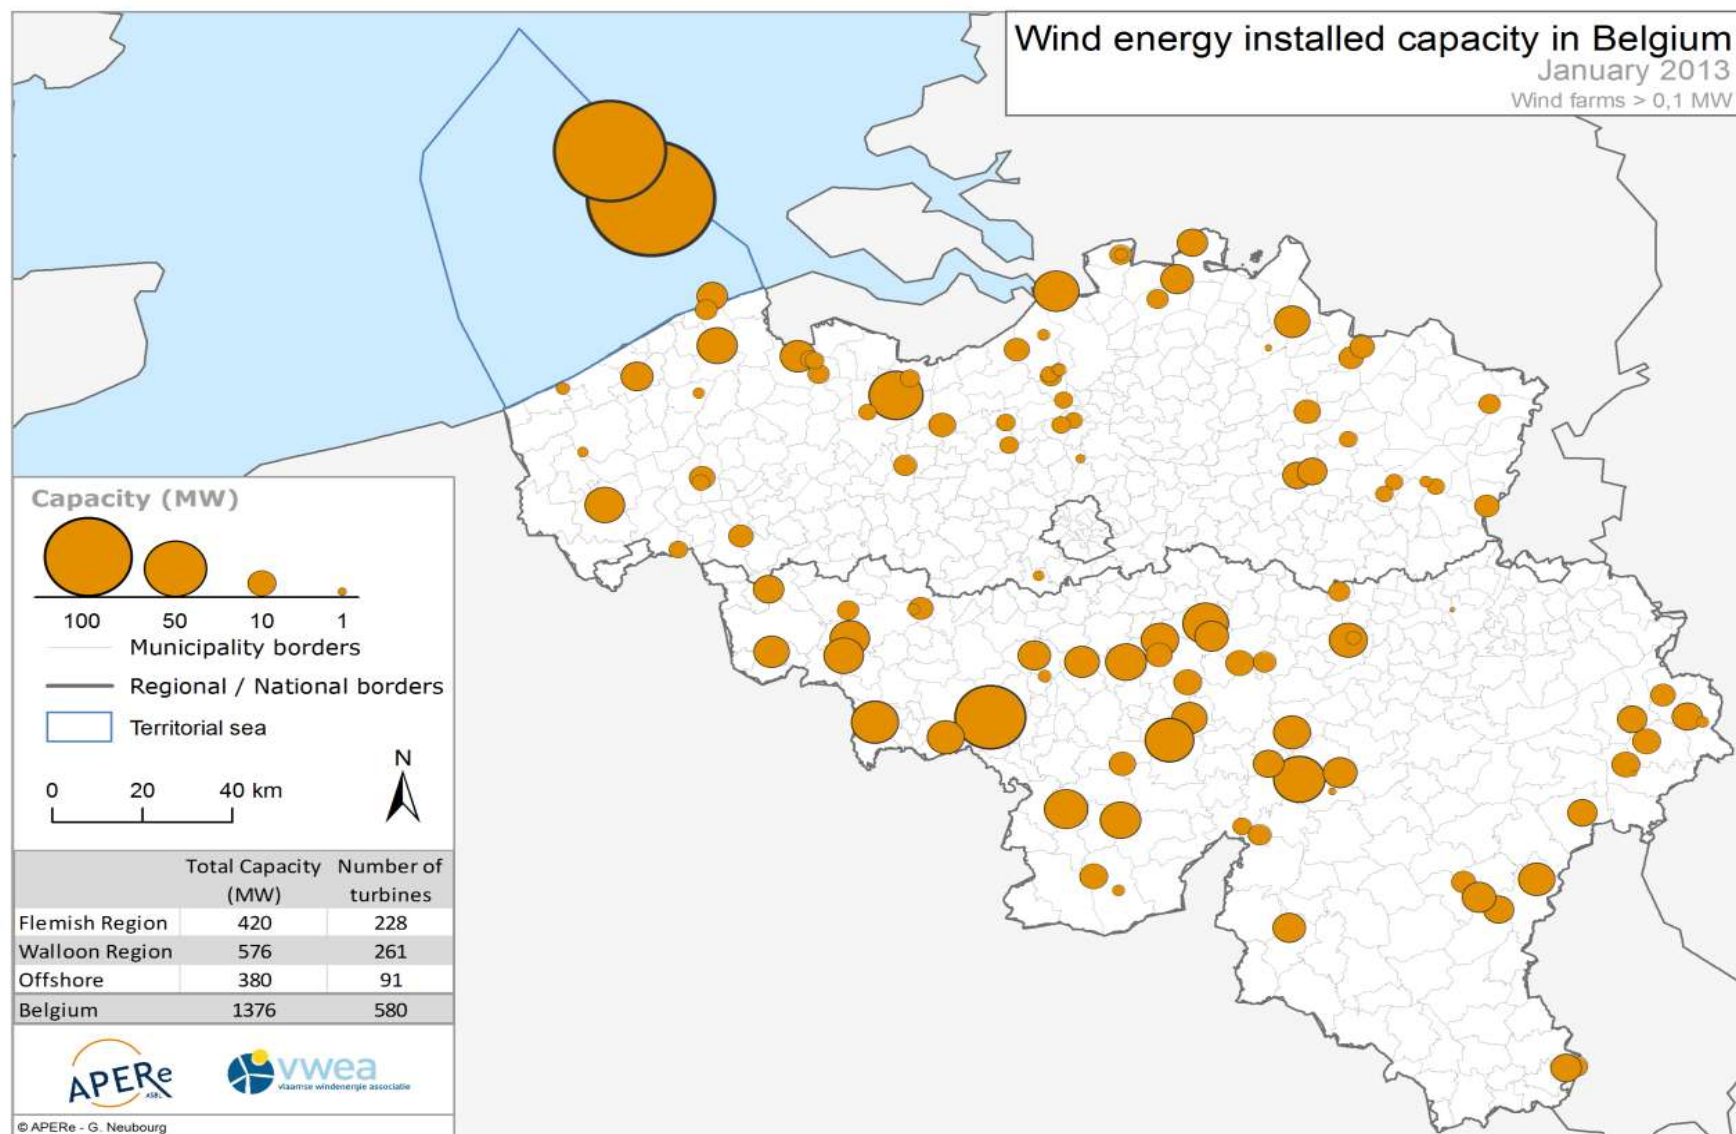 Wind energy installed capacity in Belgium
January 2013
Wind farms > 0,1 MW
Capacity (MW)
100 50 10 1
Municipality borders
Regional / National borders
Territorial sea
N
0 20 40 km
Total Capacity (MW) Number of turbines
Flemish Region 420 228
Walloon Region 576 261
Offshore 380 91
Belgium 1376 580
APERe ASBL
vwea
vlaamse windenergie associatie
© APERe - G. Neubourg